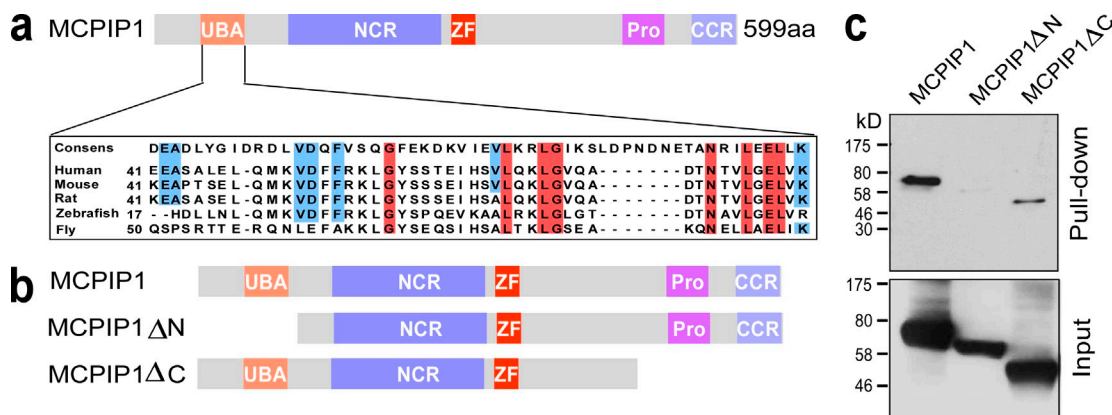 a
MCPIP1 UBA NCR ZF Pro CCR 599aa
Consens DEADLYGIDRDLVDQFVSQGFEKDKVIEVLKRLGIKSLDPNDNETANRILEELLK
Human 41 EEASALEL-QMKVDFFRKLGYSSTEIHSVLQKLGVQA------DTNTVLGELVK
Mouse 41 KEAPTSEL-QMKVDFFRKLGYSSSEIHSVLQKLGVQA------DTNTVLGELVK
Rat 41 KEASASEL-QMKVDFFRKLGYSSSEIHSALQKLGVQA------DTNTVLGELVK
Zebrafish 17 --HDLLNL-QRKVDFFRKLGYSPQEVKAALRKLGLGT------DTNAVLGELVR
Fly 50 QSPSRTTE-RQNLEFAKKLGYSEQSIHSALTKLGSEA------KQNELLAELIK
b
MCPIP1 UBA NCR ZF Pro CCR
MCPIP1ΔN NCR ZF Pro CCR
MCPIP1ΔC UBA NCR ZF
c
MCPIP1 MCPIP1ΔN MCPIP1ΔC
kD
175
80
58
46
30
Pull-down
175
80
58
46
Input